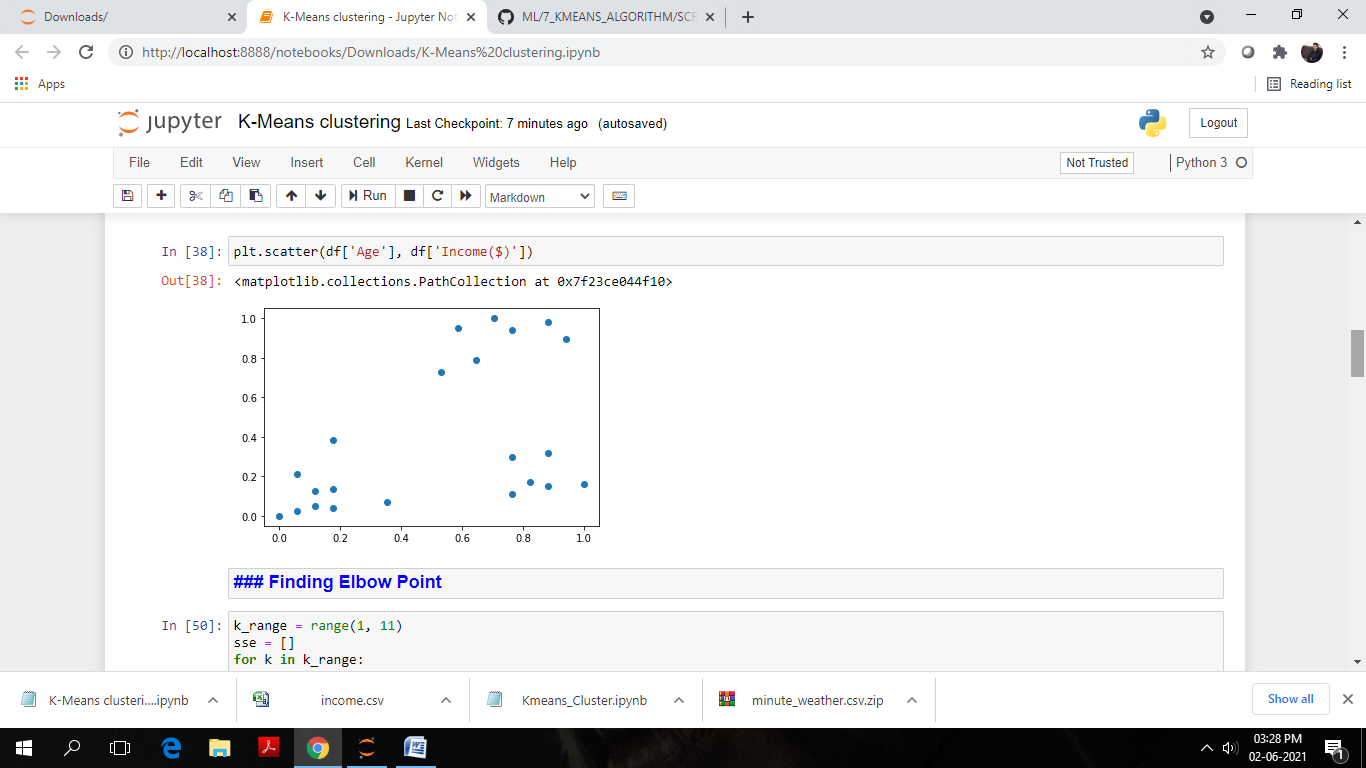 Downloads/
K-Means clustering - Jupyter Not
ML/7_KMEANS_ALGORITHM/SCR
http://localhost:8888/notebooks/Downloads/K-Means%20clustering.ipynb
Apps
Reading list
jupyter K-Means clustering Last Checkpoint: 7 minutes ago (autosaved)
Logout
File Edit View Insert Cell Kernel Widgets Help
Not Trusted
Python 3
Run
Markdown
In [38]: plt.scatter(df['Age'], df['Income($)'])
Out[38]: <matplotlib.collections.PathCollection at 0x7f23ce044f10>
1.0
0.8
0.6
0.4
0.2
0.0
0.0 0.2 0.4 0.6 0.8 1.0
### Finding Elbow Point
In [50]: k_range = range(1, 11)
sse = []
for k in k_range:
K-Means clusteri....ipynb
income.csv
Kmeans_Cluster.ipynb
minute_weather.csv.zip
Show all
03:28 PM
02-06-2021
1